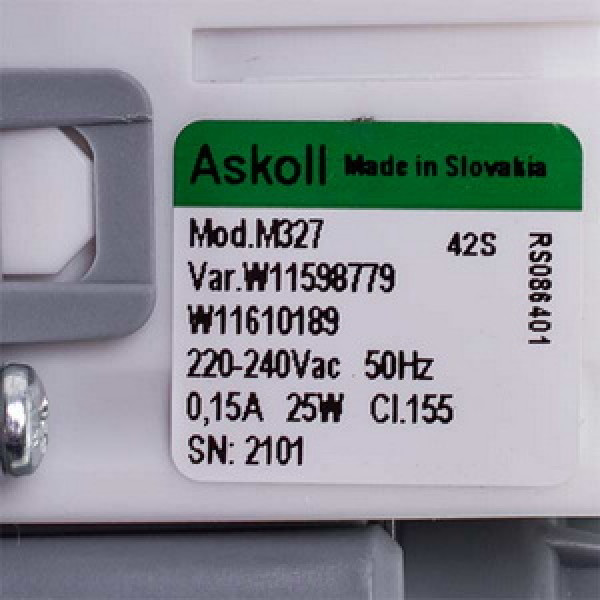 Askoll Made in Slovakia
Mod.M327 42S
Var.W11598779
W11610189
220-240Vac 50Hz
0,15A 25W Cl.155
SN: 2101
RS086401